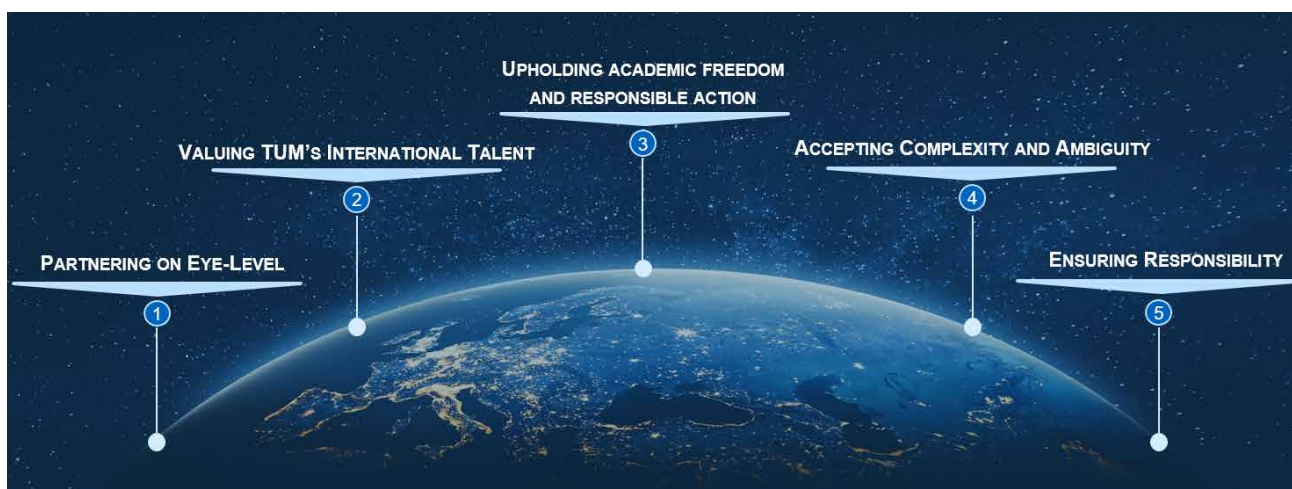 PARTNERING ON EYE-LEVEL
1
VALUING TUM'S INTERNATIONAL TALENT
2
UPHOLDING ACADEMIC FREEDOM
AND RESPONSIBLE ACTION
3
ACCEPTING COMPLEXITY AND AMBIGUITY
4
ENSURING RESPONSIBILITY
5